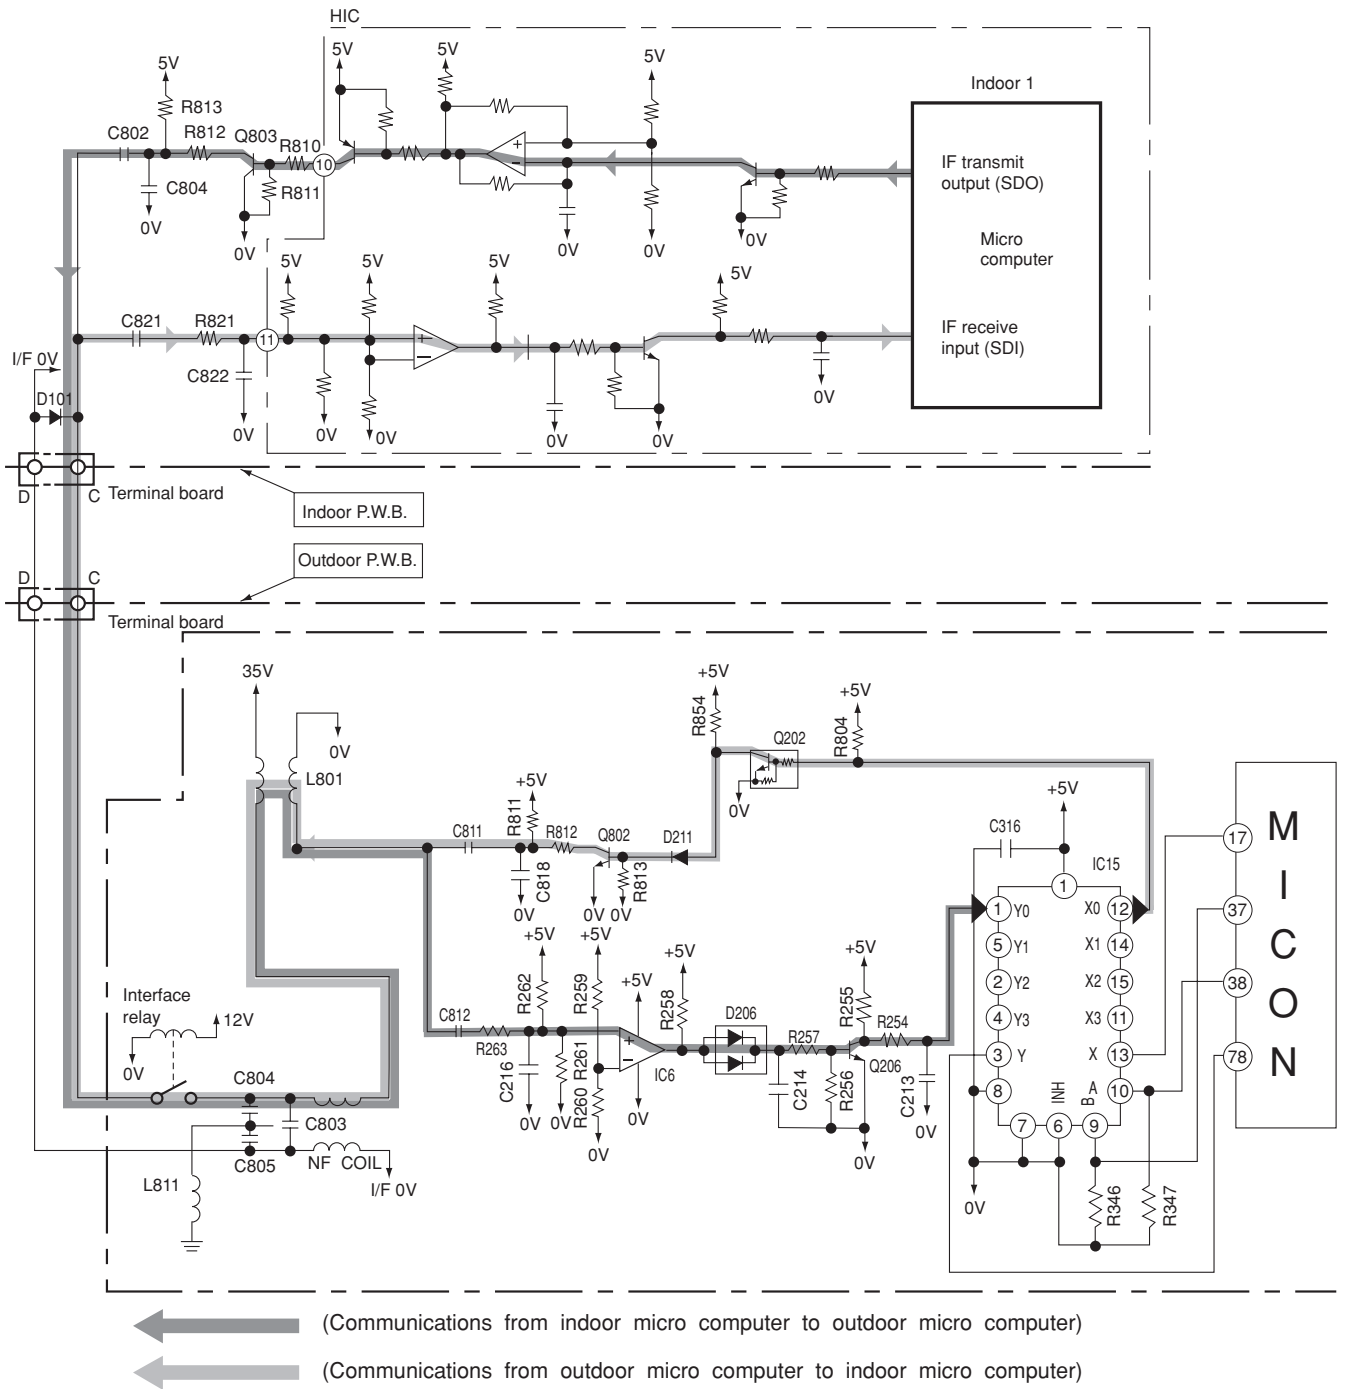 HIC
5V
5V
5V
5V
Indoor 1
R813
C802
R812
Q803
R810
10
+
−
IF transmit
output (SDO)
C804
R811
0V
0V
0V
0V
0V
Micro
computer
5V
5V
5V
5V
C821
R821
11
+
−
IF receive
input (SDI)
I/F 0V
C822
D101
0V
0V
0V
0V
0V
0V
D
C
Terminal board
Indoor P.W.B.
Outdoor P.W.B.
D
C
Terminal board
35V
+5V
+5V
R854
R804
Q202
0V
L801
0V
+5V
+5V
C811
R811
R812
Q802
D211
C316
IC15
C818
R813
0V
0V
0V
1
1
Y0
X0
12
5
Y1
X1
14
2
Y2
X2
15
4
Y3
X3
11
3
Y
X
13
8
INH
B
A
10
7
6
9
17
37
38
78
MICON
+5V
+5V
+5V
+5V
R262
R259
R258
R255
Interface
relay
12V
0V
C812
R263
+
−
IC6
D206
R257
R254
Q206
C216
R261
R260
C214
R256
C213
0V
0V
0V
0V
0V
0V
0V
C804
C803
C805
NF COIL
I/F 0V
L811
R346
R347
(Communications from indoor micro computer to outdoor micro computer)
(Communications from outdoor micro computer to indoor micro computer)